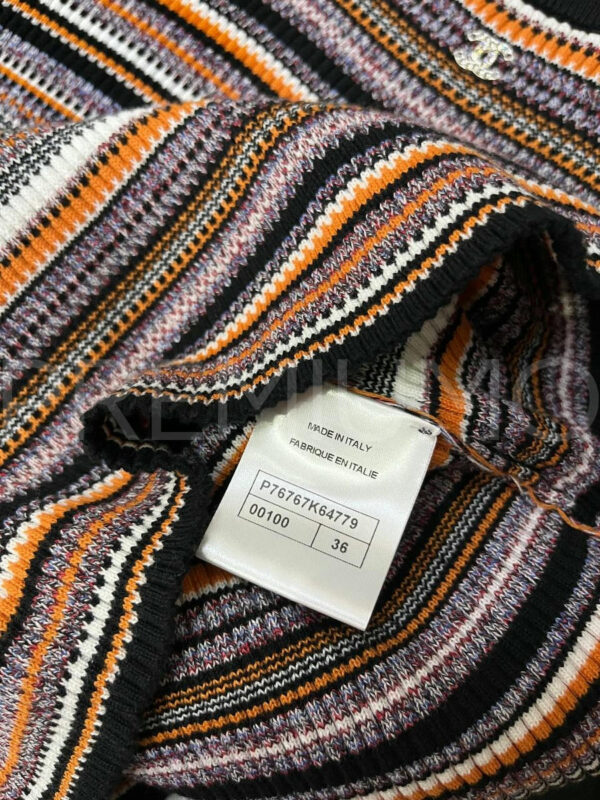 MADE IN ITALY
FABRIQUE EN ITALIE
P76767K64779
00100
36